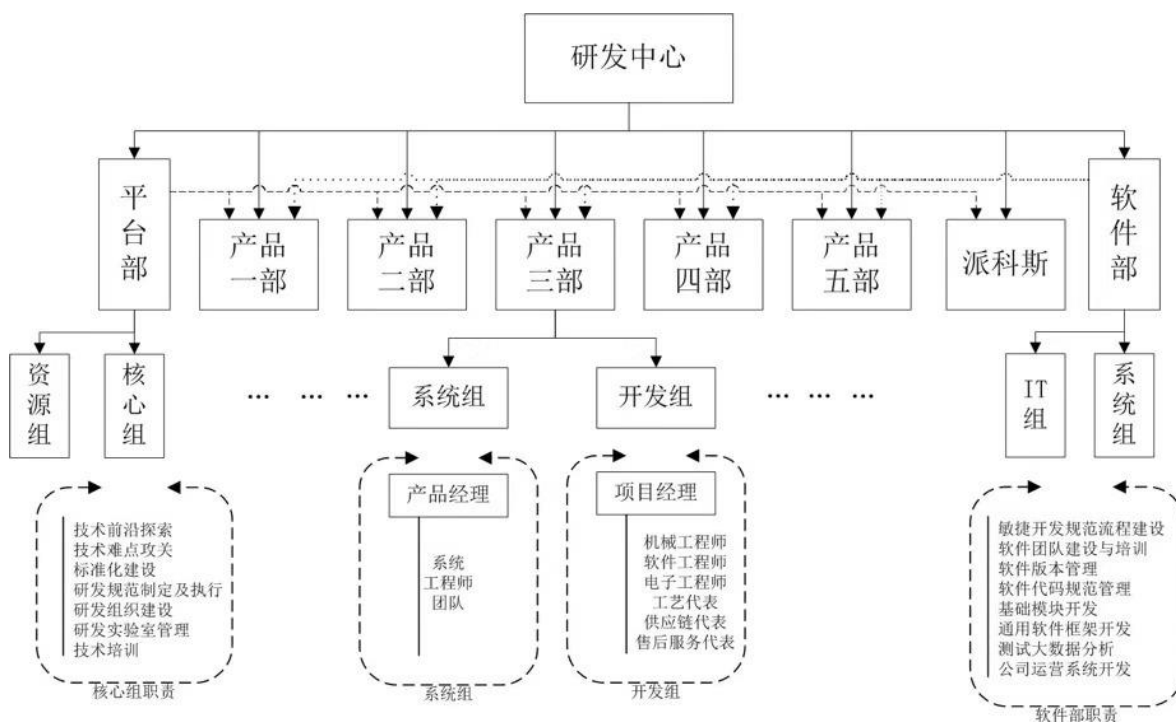 研发中心
平
台
部
产品
一部
产品
二部
产品
三部
产品
四部
产品
五部
派科斯
软
件
部
资
源
组
核
心
组
… … …
系统组
开发组
… … …
IT
组
系
统
组
技术前沿探索
技术难点攻关
标准化建设
研发规范制定及执行
研发组织建设
研发实验室管理
技术培训
核心组职责
产品经理
系统
工程师
团队
系统组
项目经理
机械工程师
软件工程师
电子工程师
工艺代表
供应链代表
售后服务代表
开发组
敏捷开发规范流程建设
软件团队建设与培训
软件版本管理
软件代码规范管理
基础模块开发
通用软件框架开发
测试大数据分析
公司运营系统开发
软件部职责